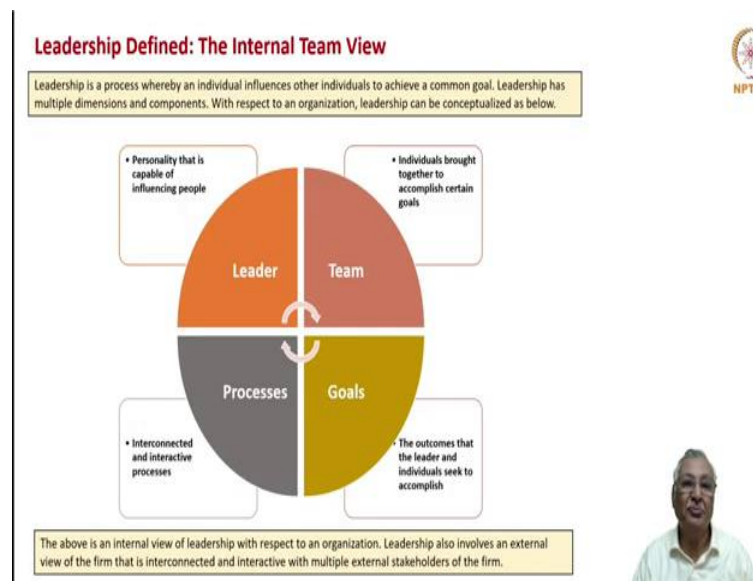 Leadership Defined: The Internal Team View
Leadership is a process whereby an individual influences other individuals to achieve a common goal. Leadership has
multiple dimensions and components. With respect to an organization, leadership can be conceptualized as below.
• Personality that is
capable of
influencing people
• Individuals brought
together to
accomplish certain
goals
Leader
Team
Processes
Goals
• Interconnected
and interactive
processes
• The outcomes that
the leader and
individuals seek to
accomplish
The above is an internal view of leadership with respect to an organization. Leadership also involves an external
view of the firm that is interconnected and interactive with multiple external stakeholders of the firm.